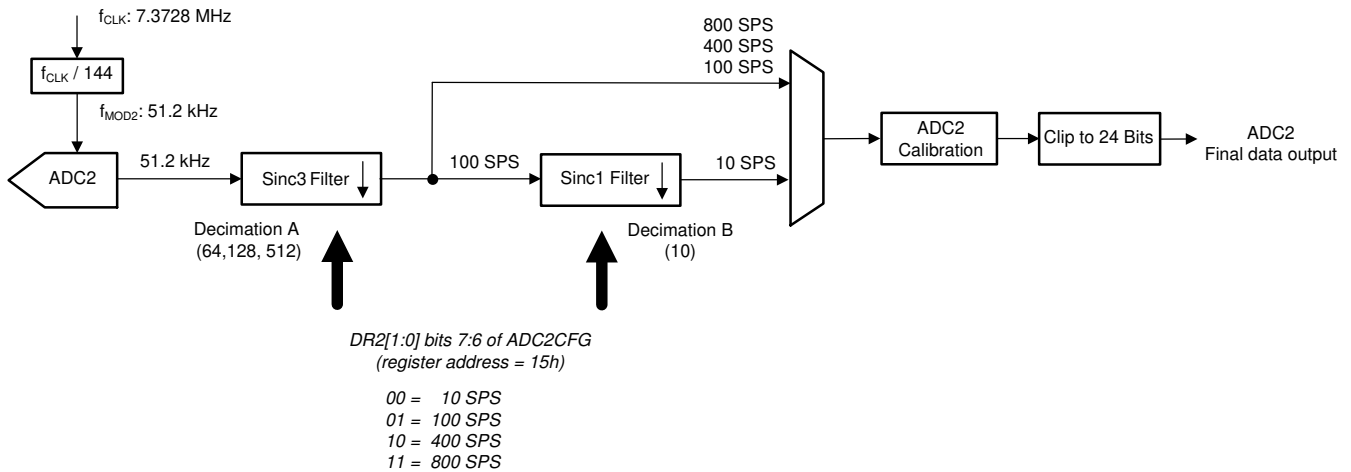 fCLK: 7.3728 MHz
fCLK / 144
fMOD2: 51.2 kHz
ADC2
51.2 kHz
Sinc3 Filter
Decimation A
(64,128, 512)
100 SPS
Sinc1 Filter
Decimation B
(10)
10 SPS
800 SPS
400 SPS
100 SPS
ADC2
Calibration
Clip to 24 Bits
ADC2
Final data output
DR2[1:0] bits 7:6 of ADC2CFG
(register address = 15h)
00 = 10 SPS
01 = 100 SPS
10 = 400 SPS
11 = 800 SPS